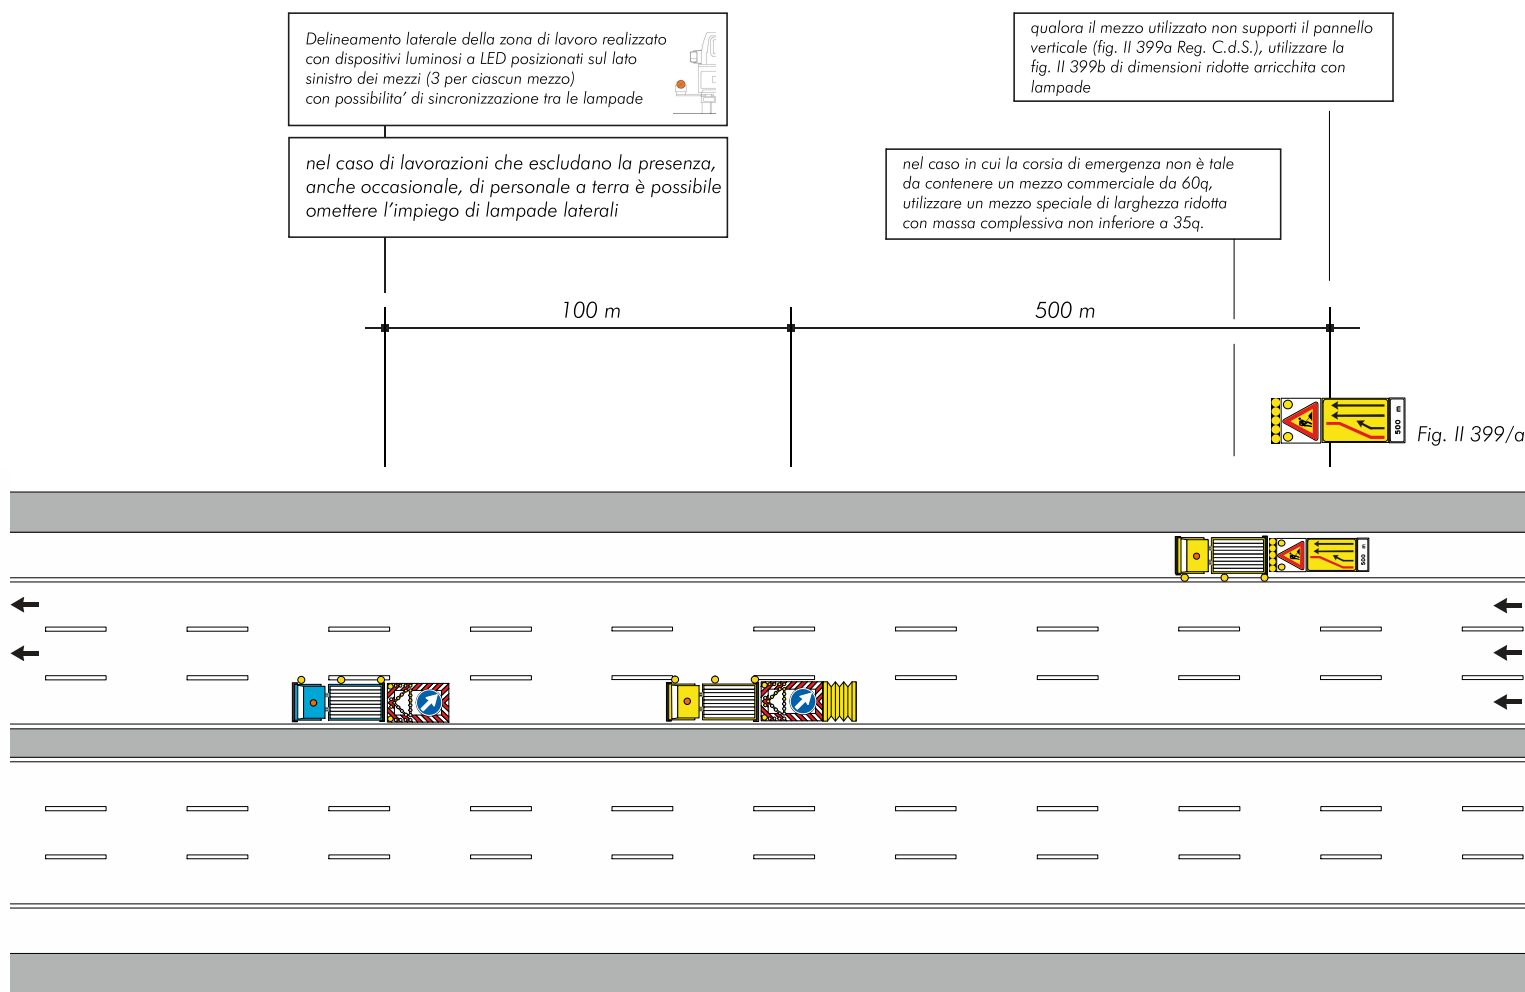 Delineamento laterale della zona di lavoro realizzato
con dispositivi luminosi a LED posizionati sul lato
sinistro dei mezzi (3 per ciascun mezzo)
con possibilita' di sincronizzazione tra le lampade
nel caso di lavorazioni che escludano la presenza,
anche occasionale, di personale a terra è possibile
omettere l'impiego di lampade laterali
qualora il mezzo utilizzato non supporti il pannello
verticale (fig. II 399a Reg. C.d.S.), utilizzare la
fig. II 399b di dimensioni ridotte arricchita con
lampade
nel caso in cui la corsia di emergenza non è tale
da contenere un mezzo commerciale da 60q,
utilizzare un mezzo speciale di larghezza ridotta
con massa complessiva non inferiore a 35q.
100 m
500 m
500 m
Fig. II 399/a
500 m